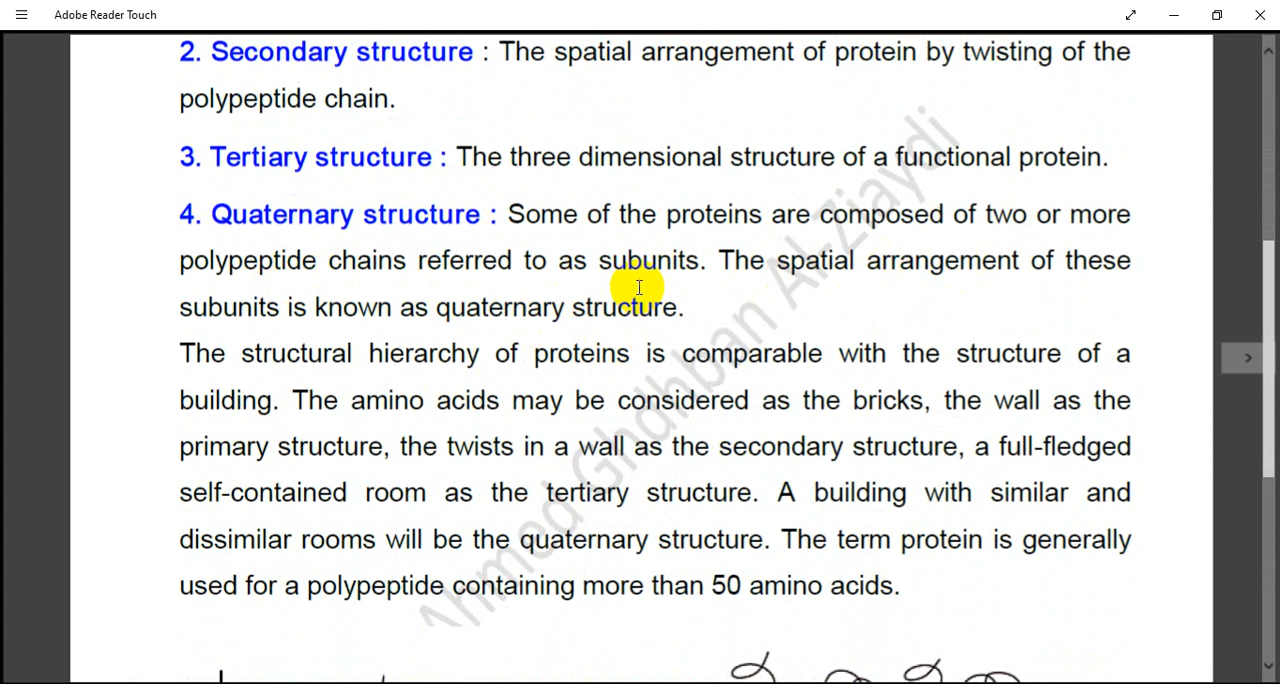 Adobe Reader Touch
2. Secondary structure : The spatial arrangement of protein by twisting of the
polypeptide chain.
3. Tertiary structure : The three dimensional structure of a functional protein.
4. Quaternary structure : Some of the proteins are composed of two or more
polypeptide chains referred to as subunits. The spatial arrangement of these
subunits is known as quaternary structure.
The structural hierarchy of proteins is comparable with the structure of a
building. The amino acids may be considered as the bricks, the wall as the
primary structure, the twists in a wall as the secondary structure, a full-fledged
self-contained room as the tertiary structure. A building with similar and
dissimilar rooms will be the quaternary structure. The term protein is generally
used for a polypeptide containing more than 50 amino acids.
Ahmed Ghdhban Al-Ziaydi